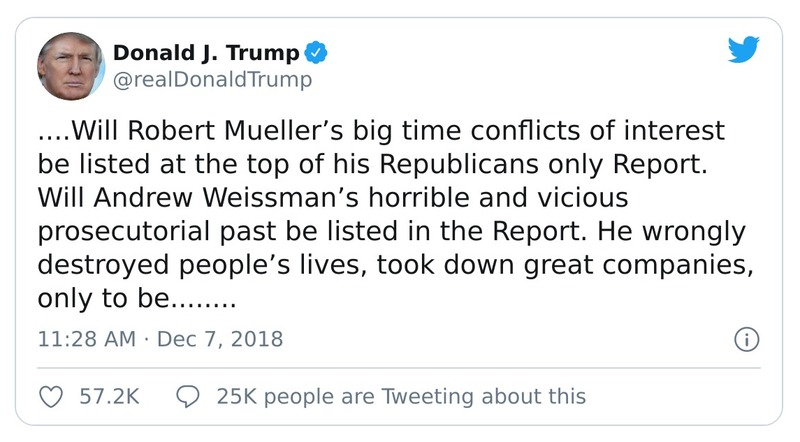 Donald J. Trump
@realDonaldTrump
....Will Robert Mueller’s big time conflicts of interest
be listed at the top of his Republicans only Report.
Will Andrew Weissman’s horrible and vicious
prosecutorial past be listed in the Report. He wrongly
destroyed people’s lives, took down great companies,
only to be........
11:28 AM · Dec 7, 2018
57.2K 25K people are Tweeting about this